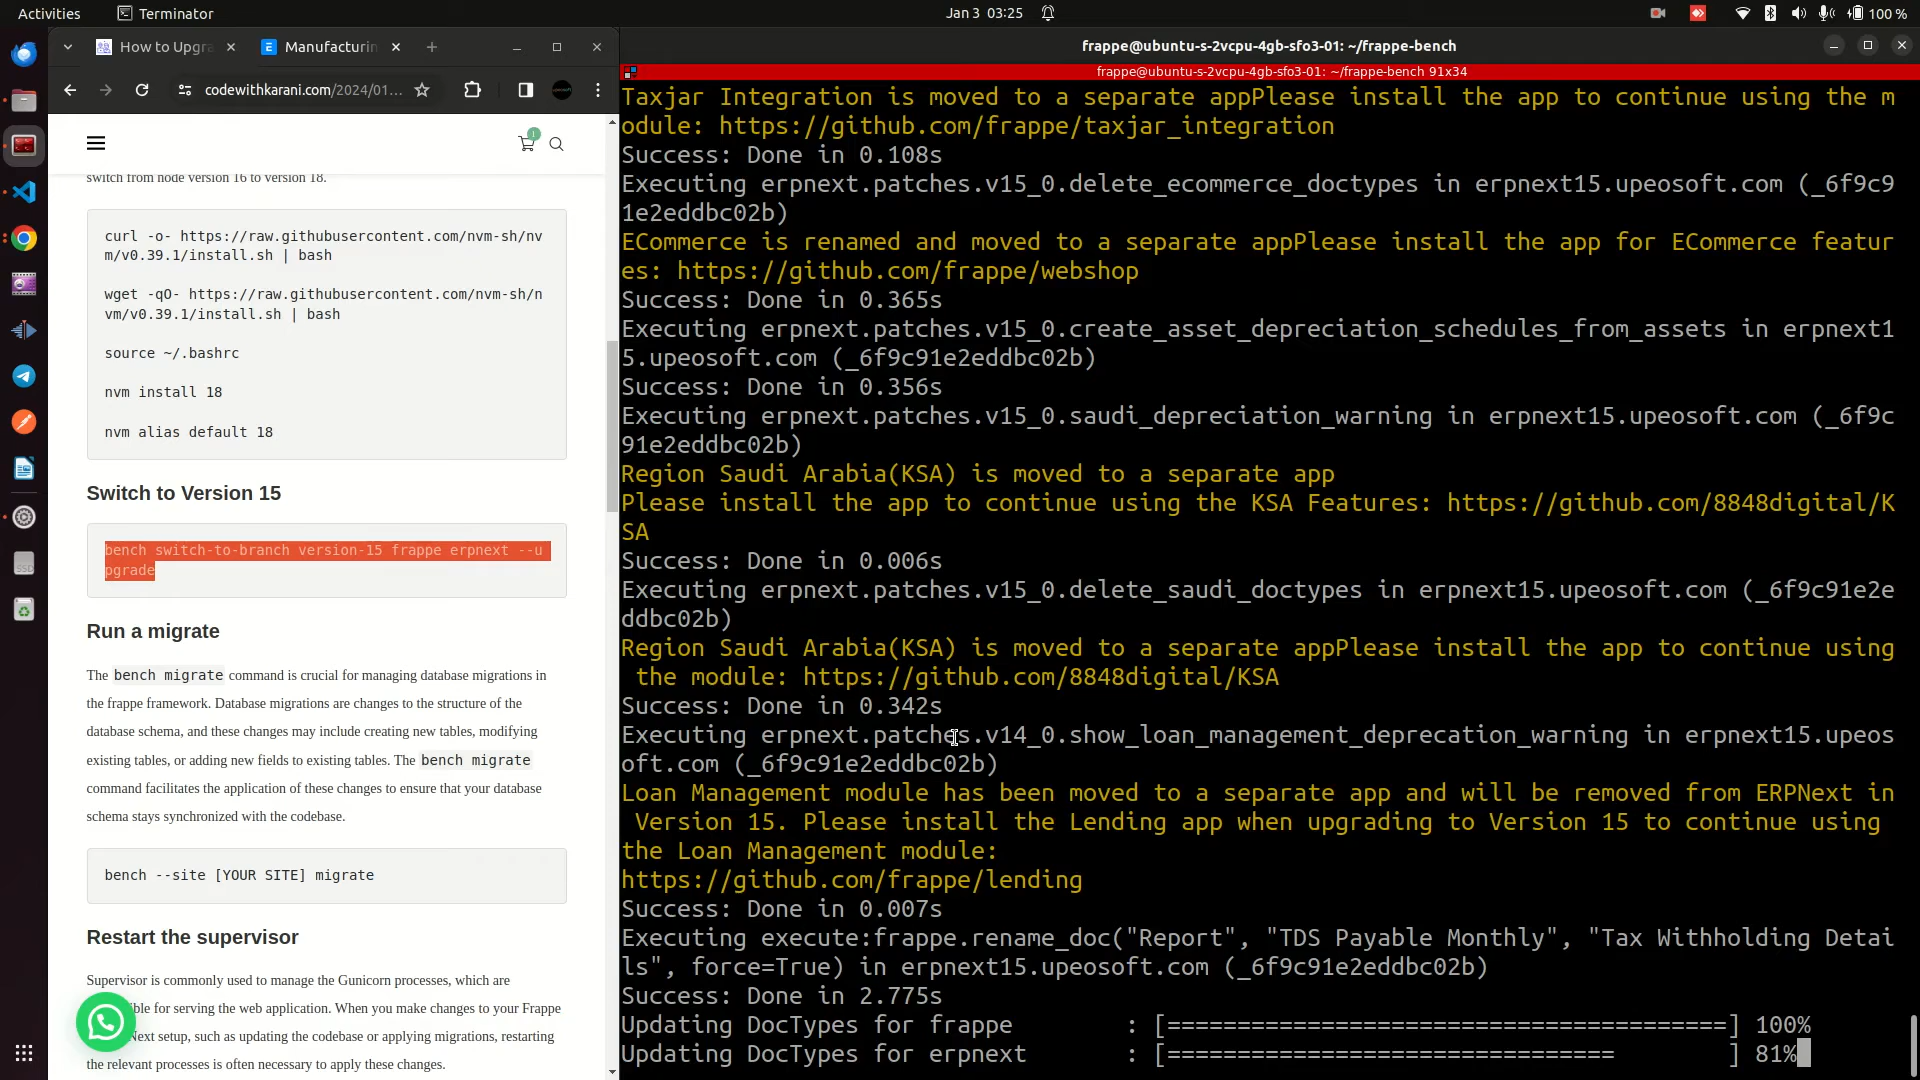 Activities
Terminator
Jan 3 03:25
100 %
How to Upgra
Manufacturin
codewithkarani.com/2024/01...
1
switch from node version 16 to version 18.
curl -o- https://raw.githubusercontent.com/nvm-sh/nv
m/v0.39.1/install.sh | bash
wget -qO- https://raw.githubusercontent.com/nvm-sh/n
vm/v0.39.1/install.sh | bash
source ~/.bashrc
nvm install 18
nvm alias default 18
Switch to Version 15
bench switch-to-branch version-15 frappe erpnext --u
pgrade
Run a migrate
The bench migrate command is crucial for managing database migrations in
the frappe framework. Database migrations are changes to the structure of the
database schema, and these changes may include creating new tables, modifying
existing tables, or adding new fields to existing tables. The bench migrate
command facilitates the application of these changes to ensure that your database
schema stays synchronized with the codebase.
bench --site [YOUR SITE] migrate
Restart the supervisor
Supervisor is commonly used to manage the Gunicorn processes, which are
ble for serving the web application. When you make changes to your Frappe
Next setup, such as updating the codebase or applying migrations, restarting
the relevant processes is often necessary to apply these changes.
frappe@ubuntu-s-2vcpu-4gb-sfo3-01: ~/frappe-bench
frappe@ubuntu-s-2vcpu-4gb-sfo3-01: ~/frappe-bench 91x34
Taxjar Integration is moved to a separate appPlease install the app to continue using the m
odule: https://github.com/frappe/taxjar_integration
Success: Done in 0.108s
Executing erpnext.patches.v15_0.delete_ecommerce_doctypes in erpnext15.upeosoft.com (_6f9c9
1e2eddbc02b)
ECommerce is renamed and moved to a separate appPlease install the app for ECommerce featur
es: https://github.com/frappe/webshop
Success: Done in 0.365s
Executing erpnext.patches.v15_0.create_asset_depreciation_schedules_from_assets in erpnext1
5.upeosoft.com (_6f9c91e2eddbc02b)
Success: Done in 0.356s
Executing erpnext.patches.v15_0.saudi_depreciation_warning in erpnext15.upeosoft.com (_6f9c
91e2eddbc02b)
Region Saudi Arabia(KSA) is moved to a separate app
Please install the app to continue using the KSA Features: https://github.com/8848digital/K
SA
Success: Done in 0.006s
Executing erpnext.patches.v15_0.delete_saudi_doctypes in erpnext15.upeosoft.com (_6f9c91e2e
ddbc02b)
Region Saudi Arabia(KSA) is moved to a separate appPlease install the app to continue using
the module: https://github.com/8848digital/KSA
Success: Done in 0.342s
Executing erpnext.patches.v14_0.show_loan_management_deprecation_warning in erpnext15.upeos
oft.com (_6f9c91e2eddbc02b)
Loan Management module has been moved to a separate app and will be removed from ERPNext in
Version 15. Please install the Lending app when upgrading to Version 15 to continue using
the Loan Management module:
https://github.com/frappe/lending
Success: Done in 0.007s
Executing execute:frappe.rename_doc("Report", "TDS Payable Monthly", "Tax Withholding Detai
ls", force=True) in erpnext15.upeosoft.com (_6f9c91e2eddbc02b)
Success: Done in 2.775s
Updating DocTypes for frappe : [========================================] 100%
Updating DocTypes for erpnext : [================================ ] 81%